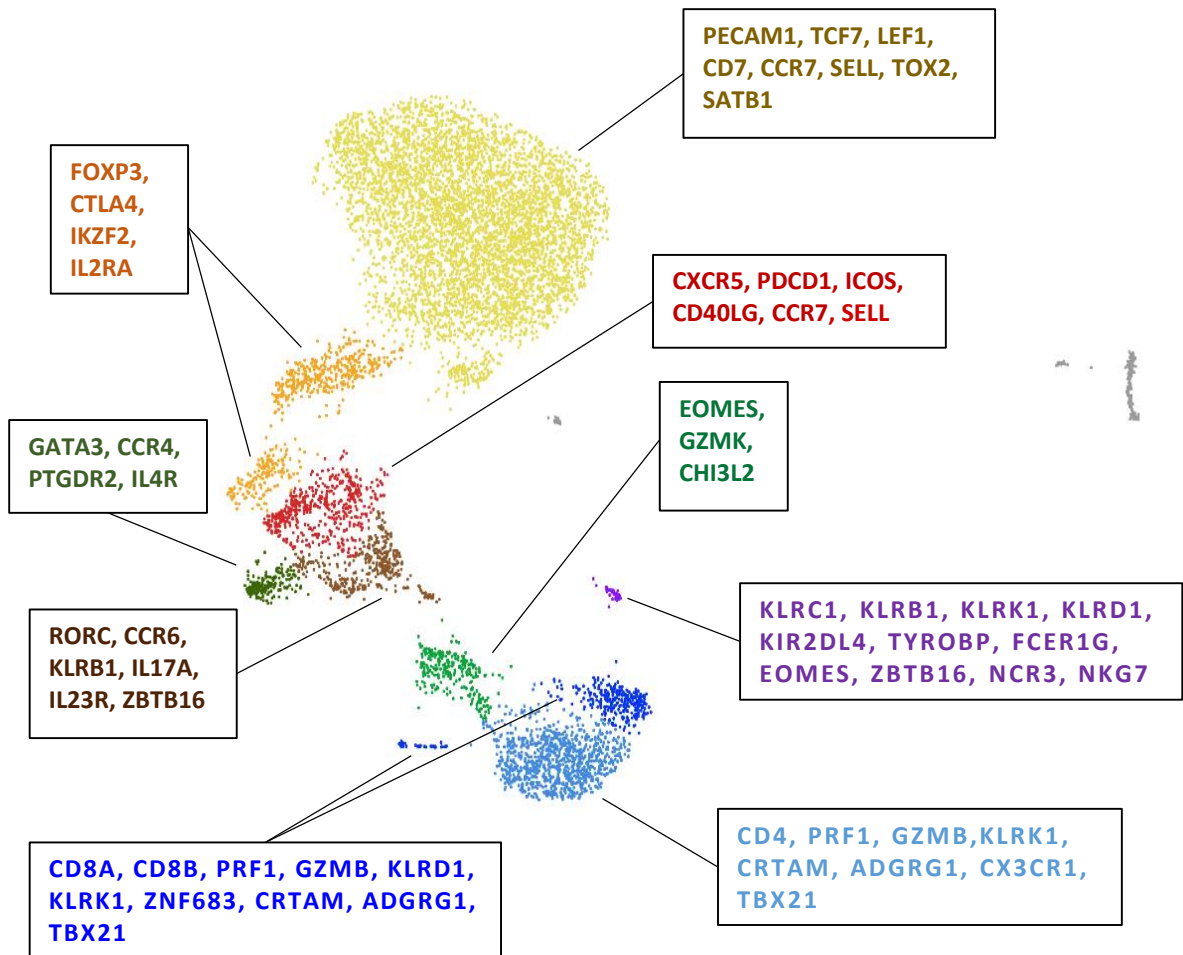 PECAM1, TCF7, LEF1,
CD7, CCR7, SELL, TOX2,
SATB1
FOXP3,
CTLA4,
IKZF2,
IL2RA
CXCR5, PDCD1, ICOS,
CD40LG, CCR7, SELL
EOMES,
GZMK,
CHI3L2
GATA3, CCR4,
PTGDR2, IL4R
KLRC1, KLRB1, KLRK1, KLRD1,
KIR2DL4, TYROBP, FCER1G,
EOMES, ZBTB16, NCR3, NKG7
RORC, CCR6,
KLRB1, IL17A,
IL23R, ZBTB16
CD4, PRF1, GZMB,KLRK1,
CRTAM, ADGRG1, CX3CR1,
TBX21
CD8A, CD8B, PRF1, GZMB, KLRD1,
KLRK1, ZNF683, CRTAM, ADGRG1,
TBX21